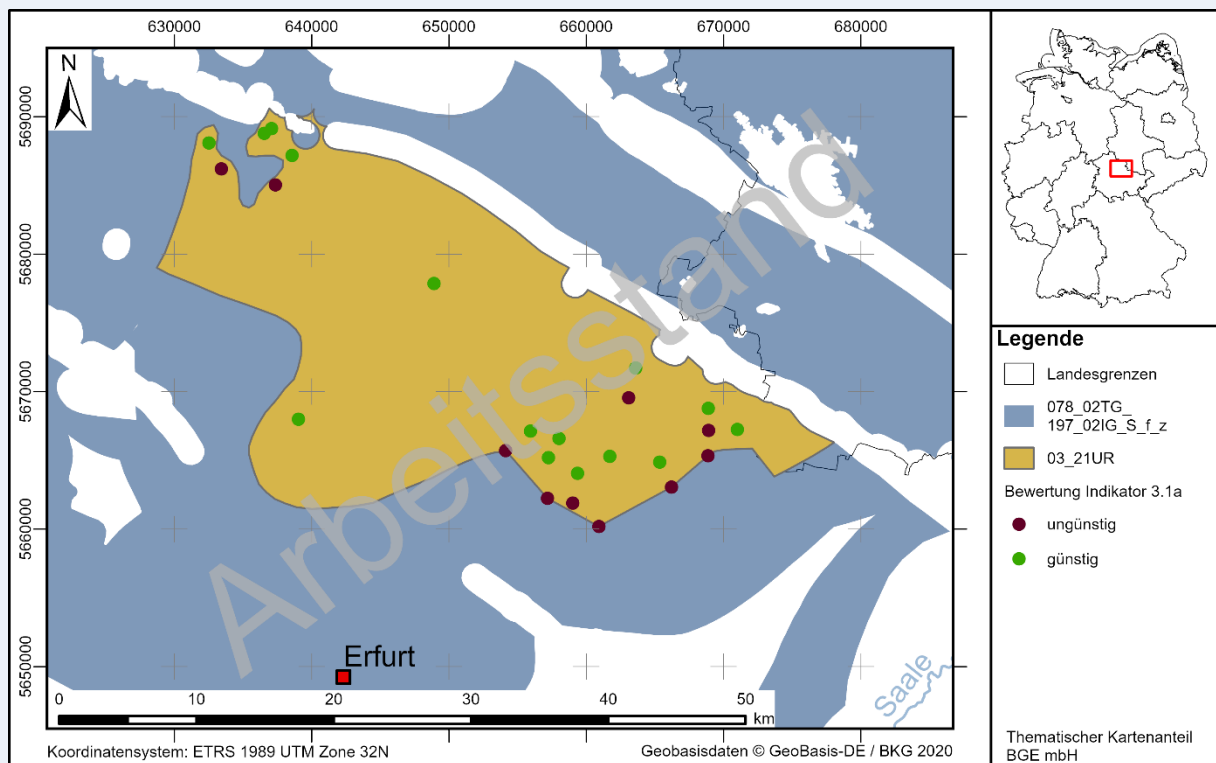 630000 640000 650000 660000 670000 680000
N
5690000
5680000
5670000
5660000
5650000
Arbeitsstand
Erfurt
Saale
0 10 20 30 40 50
km
Koordinatensystem: ETRS 1989 UTM Zone 32N
Geobasisdaten © GeoBasis-DE / BKG 2020
Legende
Landesgrenzen
078_02TG_
197_02IG_S_f_z
03_21UR
Bewertung Indikator 3.1a
ungünstig
günstig
Thematischer Kartenanteil
BGE mbH